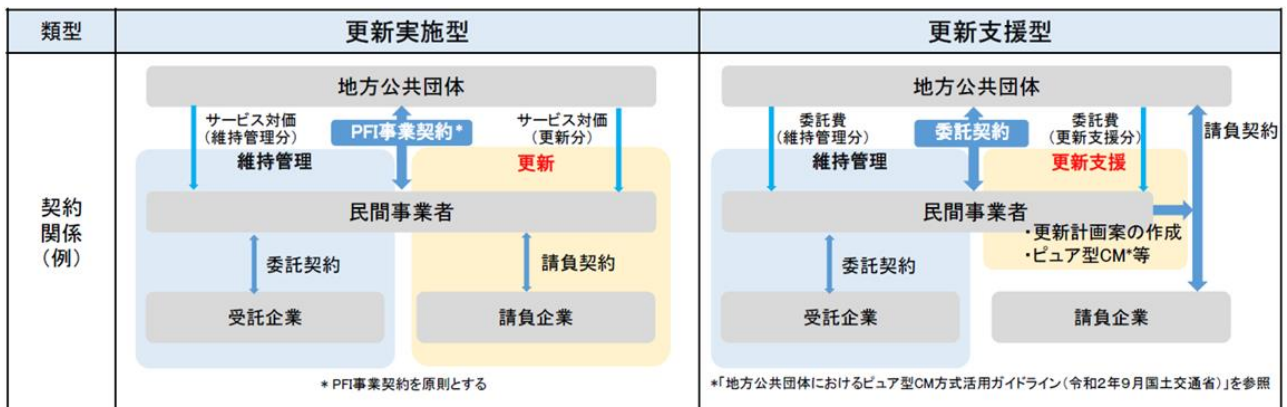 類型
更新実施型
更新支援型
契約
関係
(例)
地方公共団体
サービス対価
(維持管理分)
PFI事業契約*
サービス対価
(更新分)
維持管理
更新
民間事業者
委託契約
請負契約
受託企業
請負企業
* PFI事業契約を原則とする
地方公共団体
委託費
(維持管理分)
委託契約
委託費
(更新支援分)
請負契約
維持管理
更新支援
民間事業者
・更新計画案の作成
・ピュア型CM*等
委託契約
受託企業
請負企業
*「地方公共団体におけるピュア型CM方式活用ガイドライン(令和2年9月国土交通省)」を参照